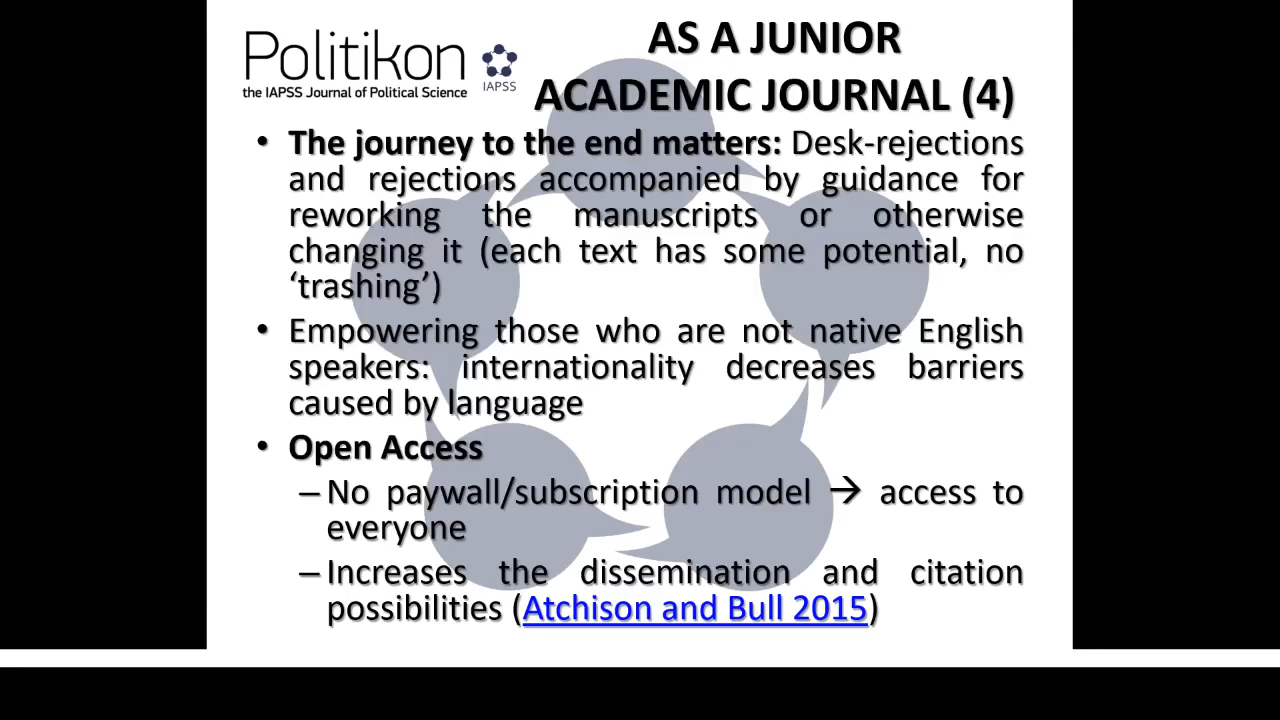 Politikon
the IAPSS Journal of Political Science
IAPSS
AS A JUNIOR
ACADEMIC JOURNAL (4)
• The journey to the end matters: Desk-rejections
and rejections accompanied by guidance for
reworking the manuscripts or otherwise
changing it (each text has some potential, no
‘trashing’)
• Empowering those who are not native English
speakers: internationality decreases barriers
caused by language
• Open Access
– No paywall/subscription model → access to
everyone
– Increases the dissemination and citation
possibilities (Atchison and Bull 2015)